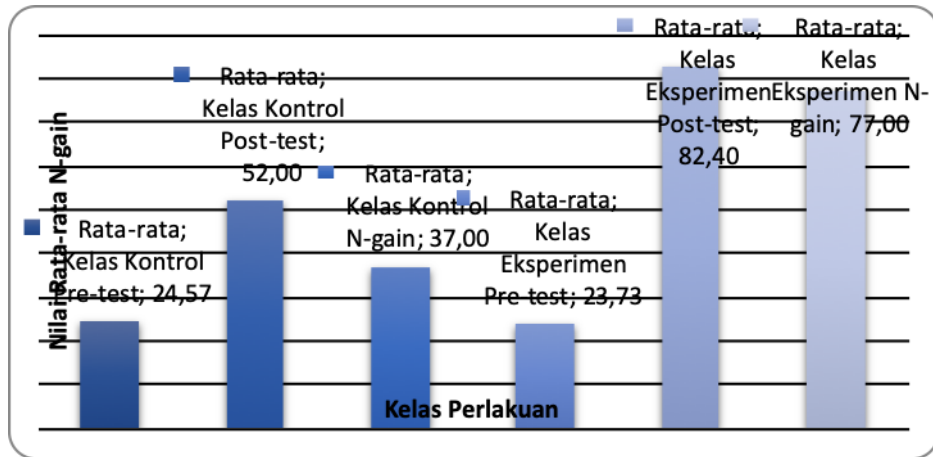 Nilai Rata-rata N-gain
Rata-rata;
Kelas Kontrol
Pre-test; 24,57
Rata-rata;
Kelas Kontrol
Post-test;
52,00
Rata-rata;
Kelas Kontrol
N-gain; 37,00
Rata-rata;
Kelas
Eksperimen
Pre-test; 23,73
Rata-rata;
Kelas
Eksperimen
Post-test;
82,40
Rata-rata;
Kelas
Eksperimen N-
gain; 77,00
Kelas Perlakuan